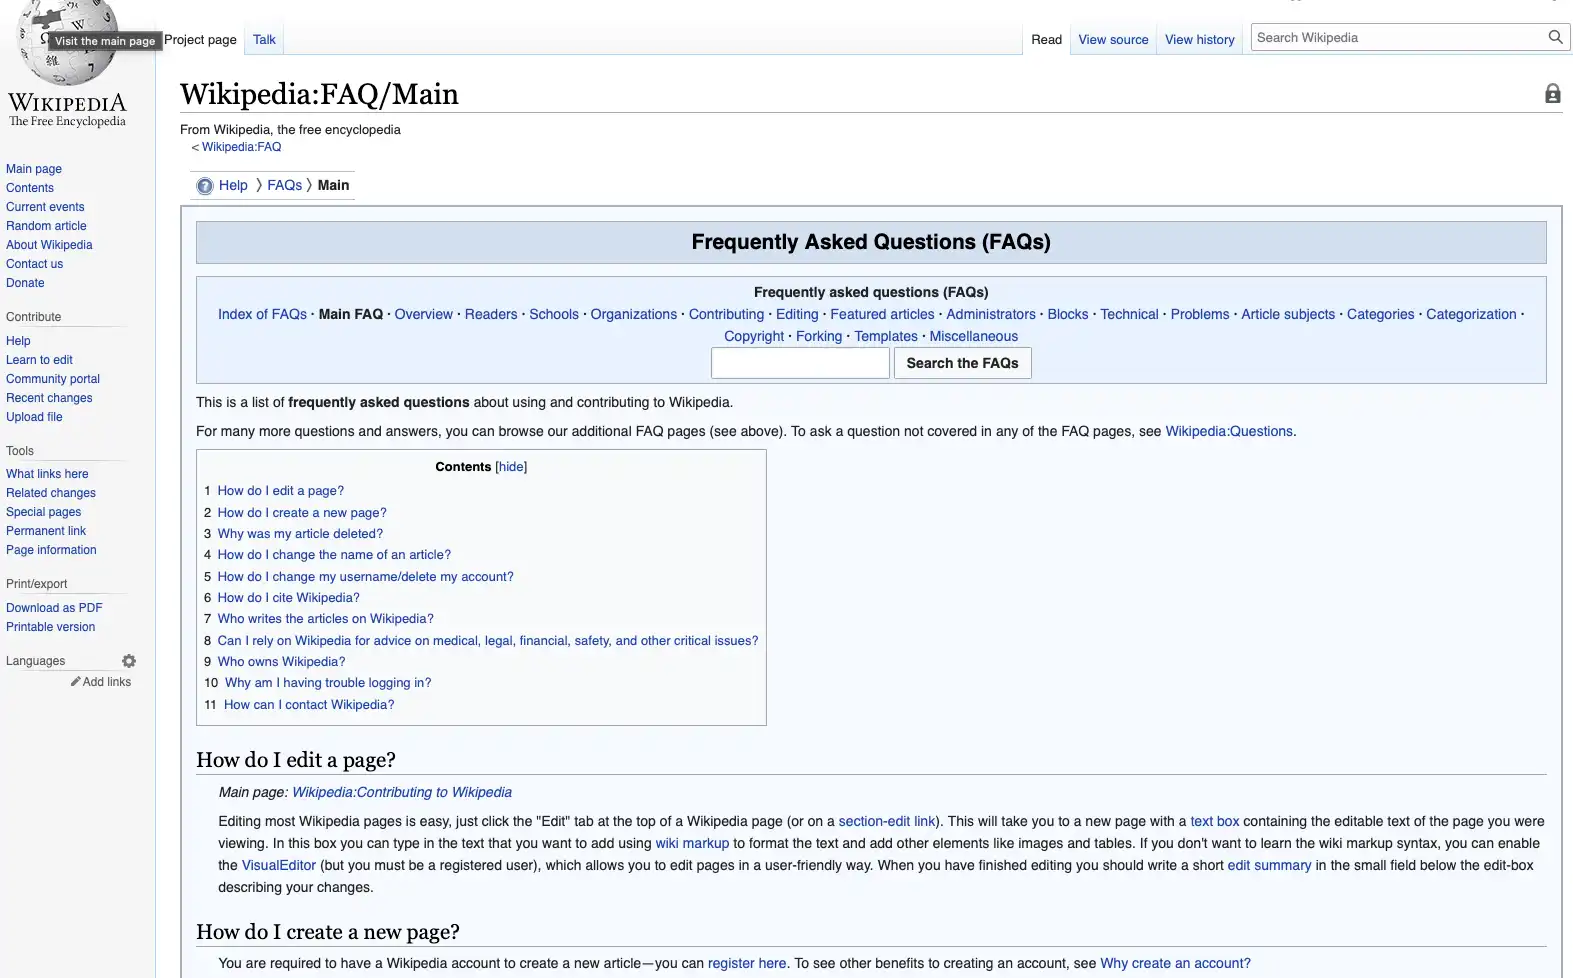 Visit the main page
WIKIPEDIA
The Free Encyclopedia
Main page
Contents
Current events
Random article
About Wikipedia
Contact us
Donate
Contribute
Help
Learn to edit
Community portal
Recent changes
Upload file
Tools
What links here
Related changes
Special pages
Permanent link
Page information
Print/export
Download as PDF
Printable version
Languages
Add links
Project page Talk Read View source View history Search Wikipedia
Wikipedia:FAQ/Main
From Wikipedia, the free encyclopedia
< Wikipedia:FAQ
Help 〉 FAQs 〉 Main
Frequently Asked Questions (FAQs)
Frequently asked questions (FAQs)
Index of FAQs · Main FAQ · Overview · Readers · Schools · Organizations · Contributing · Editing · Featured articles · Administrators · Blocks · Technical · Problems · Article subjects · Categories · Categorization ·
Copyright · Forking · Templates · Miscellaneous
Search the FAQs
This is a list of frequently asked questions about using and contributing to Wikipedia.
For many more questions and answers, you can browse our additional FAQ pages (see above). To ask a question not covered in any of the FAQ pages, see Wikipedia:Questions.
Contents [hide]
1 How do I edit a page?
2 How do I create a new page?
3 Why was my article deleted?
4 How do I change the name of an article?
5 How do I change my username/delete my account?
6 How do I cite Wikipedia?
7 Who writes the articles on Wikipedia?
8 Can I rely on Wikipedia for advice on medical, legal, financial, safety, and other critical issues?
9 Who owns Wikipedia?
10 Why am I having trouble logging in?
11 How can I contact Wikipedia?
How do I edit a page?
Main page: Wikipedia:Contributing to Wikipedia
Editing most Wikipedia pages is easy, just click the "Edit" tab at the top of a Wikipedia page (or on a section-edit link). This will take you to a new page with a text box containing the editable text of the page you were
viewing. In this box you can type in the text that you want to add using wiki markup to format the text and add other elements like images and tables. If you don't want to learn the wiki markup syntax, you can enable
the VisualEditor (but you must be a registered user), which allows you to edit pages in a user-friendly way. When you have finished editing you should write a short edit summary in the small field below the edit-box
describing your changes.
How do I create a new page?
You are required to have a Wikipedia account to create a new article—you can register here. To see other benefits to creating an account, see Why create an account?